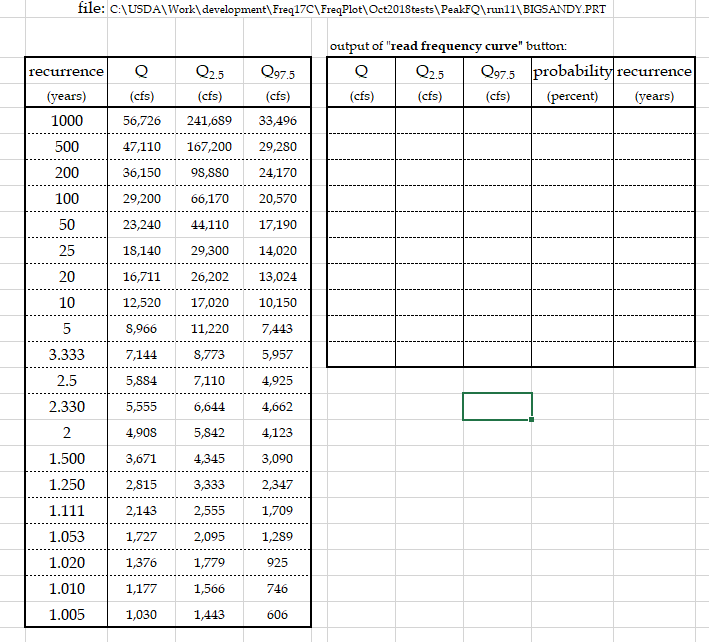 file: C:\USDA\Work\development\Freq17C\FreqPlot\Oct2018tests\PeakFQ\run11\BIGSANDY.PRT
output of "read frequency curve" button:
recurrence Q Q2.5 Q97.5 Q Q2.5 Q97.5 probability recurrence
(years) (cfs) (cfs) (cfs) (cfs) (cfs) (cfs) (percent) (years)
1000 56,726 241,689 33,496
500 47,110 167,200 29,280
200 36,150 98,880 24,170
100 29,200 66,170 20,570
50 23,240 44,110 17,190
25 18,140 29,300 14,020
20 16,711 26,202 13,024
10 12,520 17,020 10,150
5 8,966 11,220 7,443
3.333 7,144 8,773 5,957
2.5 5,884 7,110 4,925
2.330 5,555 6,644 4,662
2 4,908 5,842 4,123
1.500 3,671 4,345 3,090
1.250 2,815 3,333 2,347
1.111 2,143 2,555 1,709
1.053 1,727 2,095 1,289
1.020 1,376 1,779 925
1.010 1,177 1,566 746
1.005 1,030 1,443 606